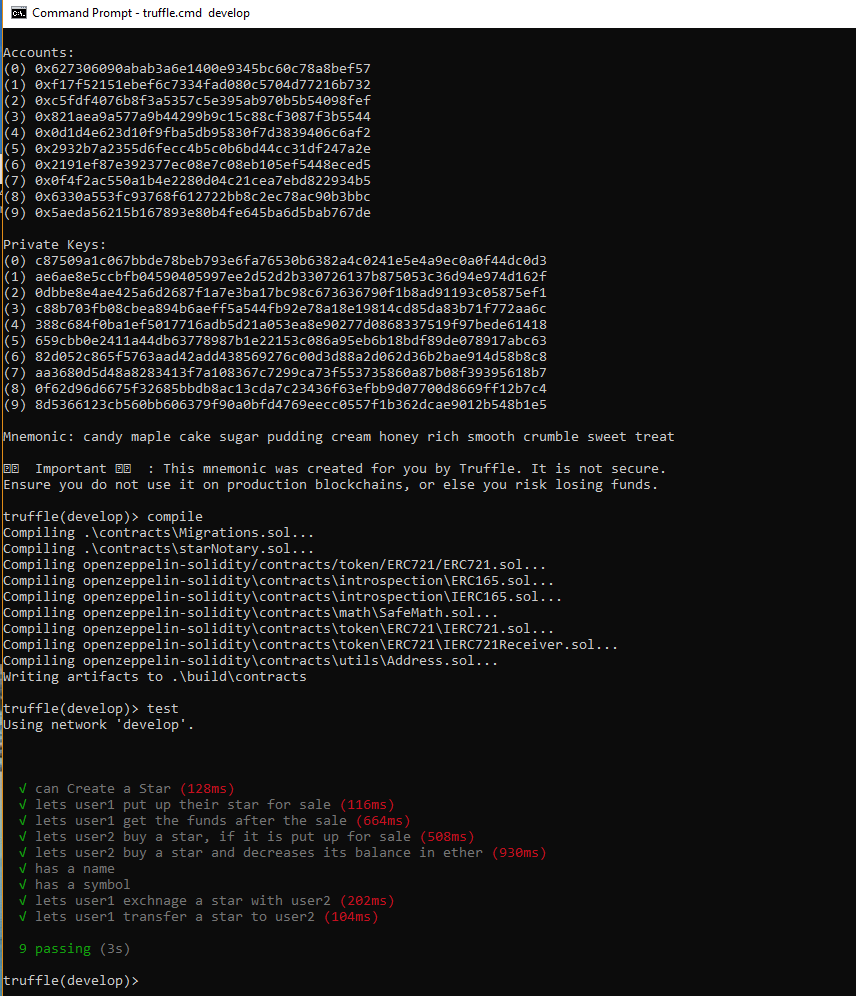 Command Prompt - truffle.cmd  develop
Accounts:
(0) 0x627306090abab3a6e1400e9345bc60c78a8bef57
(1) 0xf17f52151ebef6c7334fad080c5704d77216b732
(2) 0xc5fdf4076b8f3a5357c5e395ab970b5b54098fef
(3) 0x821aea9a577a9b44299b9c15c88cf3087f3b5544
(4) 0x0d1d4e623d10f9fba5db95830f7d3839406c6af2
(5) 0x2932b7a2355d6fecc4b5c0b6bd44cc31df247a2e
(6) 0x2191ef87e392377ec08e7c08eb105ef5448eced5
(7) 0x0f4f2ac550a1b4e2280d04c21cea7ebd822934b5
(8) 0x6330a553fc93768f612722bb8c2ec78ac90b3bbc
(9) 0x5aeda56215b167893e80b4fe645ba6d5bab767de
Private Keys:
(0) c87509a1c067bbde78beb793e6fa76530b6382a4c0241e5e4a9ec0a0f44dc0d3
(1) ae6ae8e5ccbfb04590405997ee2d52d2b330726137b875053c36d94e974d162f
(2) 0dbbe8e4ae425a6d2687f1a7e3ba17bc98c673636790f1b8ad91193c05875ef1
(3) c88b703fb08cbea894b6aeff5a544fb92e78a18e19814cd85da83b71f772aa6c
(4) 388c684f0ba1ef5017716adb5d21a053ea8e90277d0868337519f97bede61418
(5) 659cbb0e2411a44db63778987b1e22153c086a95eb6b18bdf89de078917abc63
(6) 82d052c865f5763aad42add438569276c00d3d88a2d062d36b2bae914d58b8c8
(7) aa3680d5d48a8283413f7a108367c7299ca73f553735860a87b08f39395618b7
(8) 0f62d96d6675f32685bbdb8ac13cda7c23436f63efbb9d07700d8669ff12b7c4
(9) 8d5366123cb560bb606379f90a0bfd4769eecc0557f1b362dcae9012b548b1e5
Mnemonic: candy maple cake sugar pudding cream honey rich smooth crumble sweet treat
Important  : This mnemonic was created for you by Truffle. It is not secure.
Ensure you do not use it on production blockchains, or else you risk losing funds.
truffle(develop)> compile
Compiling .\contracts\Migrations.sol...
Compiling .\contracts\starNotary.sol...
Compiling openzeppelin-solidity/contracts/token/ERC721/ERC721.sol...
Compiling openzeppelin-solidity\contracts\introspection\ERC165.sol...
Compiling openzeppelin-solidity\contracts\introspection\IERC165.sol...
Compiling openzeppelin-solidity\contracts\math\SafeMath.sol...
Compiling openzeppelin-solidity\contracts\token\ERC721\IERC721.sol...
Compiling openzeppelin-solidity\contracts\token\ERC721\IERC721Receiver.sol...
Compiling openzeppelin-solidity\contracts\utils\Address.sol...
Writing artifacts to .\build\contracts
truffle(develop)> test
Using network 'develop'.
√ can Create a Star (128ms)
√ lets user1 put up their star for sale (116ms)
√ lets user1 get the funds after the sale (664ms)
√ lets user2 buy a star, if it is put up for sale (508ms)
√ lets user2 buy a star and decreases its balance in ether (930ms)
√ has a name
√ has a symbol
√ lets user1 exchnage a star with user2 (202ms)
√ lets user1 transfer a star to user2 (104ms)
9 passing (3s)
truffle(develop)>